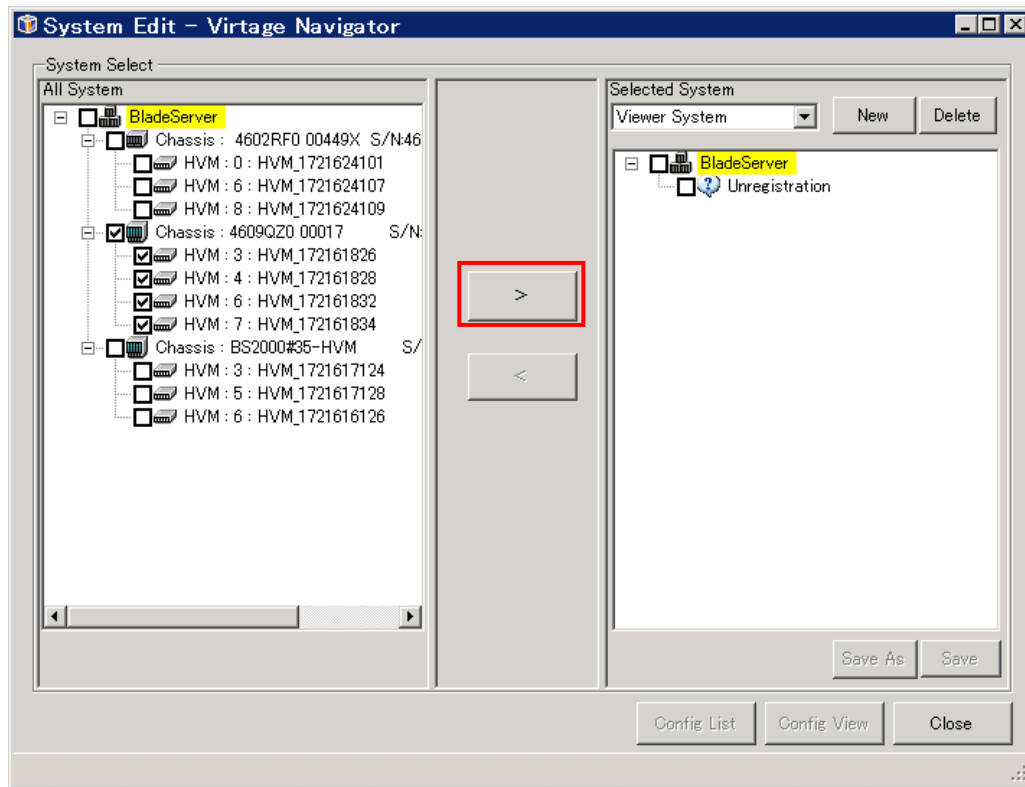 System Edit - Virtage Navigator
System Select
All System
BladeServer
Chassis : 4602RF0 00449X S/N:46
HVM : 0 : HVM_1721624101
HVM : 6 : HVM_1721624107
HVM : 8 : HVM_1721624109
Chassis : 4609QZ0 00017 S/N:
HVM : 3 : HVM_172161826
HVM : 4 : HVM_172161828
HVM : 6 : HVM_172161832
HVM : 7 : HVM_172161834
Chassis : BS2000#35-HVM S/
HVM : 3 : HVM_1721617124
HVM : 5 : HVM_1721617128
HVM : 6 : HVM_1721616126
>
<
Selected System
Viewer System
New
Delete
BladeServer
Unregistration
Save As
Save
Config List
Config View
Close